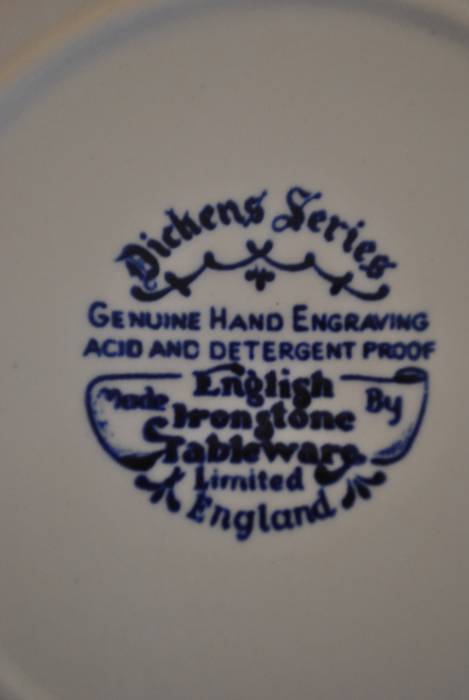 Dickens Series
GENUINE HAND ENGRAVING
ACID AND DETERGENT PROOF
Made English By
Ironstone
Tableware
Limited
England